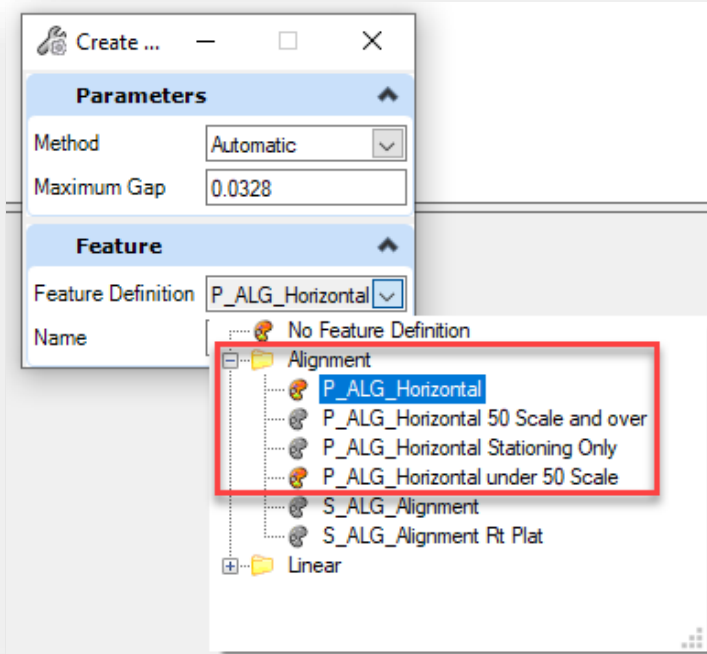 Create ...
Parameters
Method Automatic
Maximum Gap 0.0328
Feature
Feature Definition P_ALG_Horizontal
Name
No Feature Definition
Alignment
P_ALG_Horizontal
P_ALG_Horizontal 50 Scale and over
P_ALG_Horizontal Stationing Only
P_ALG_Horizontal under 50 Scale
S_ALG_Alignment
S_ALG_Alignment Rt Plat
Linear